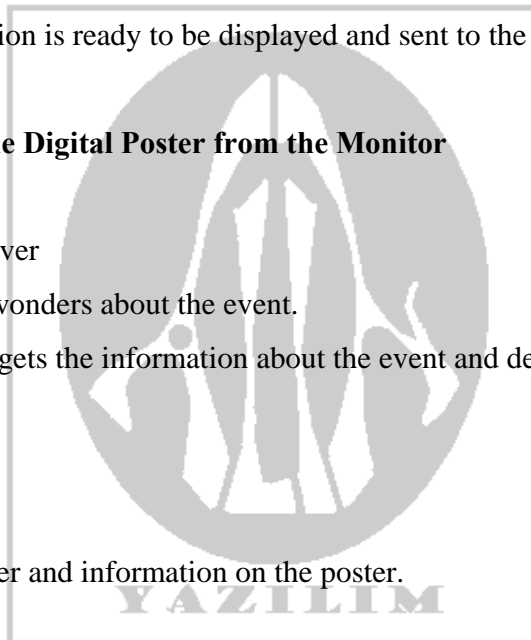 ion is ready to be displayed and sent to the
e Digital Poster from the Monitor
ver
wonders about the event.
gets the information about the event and de
er and information on the poster.
YAZILIM